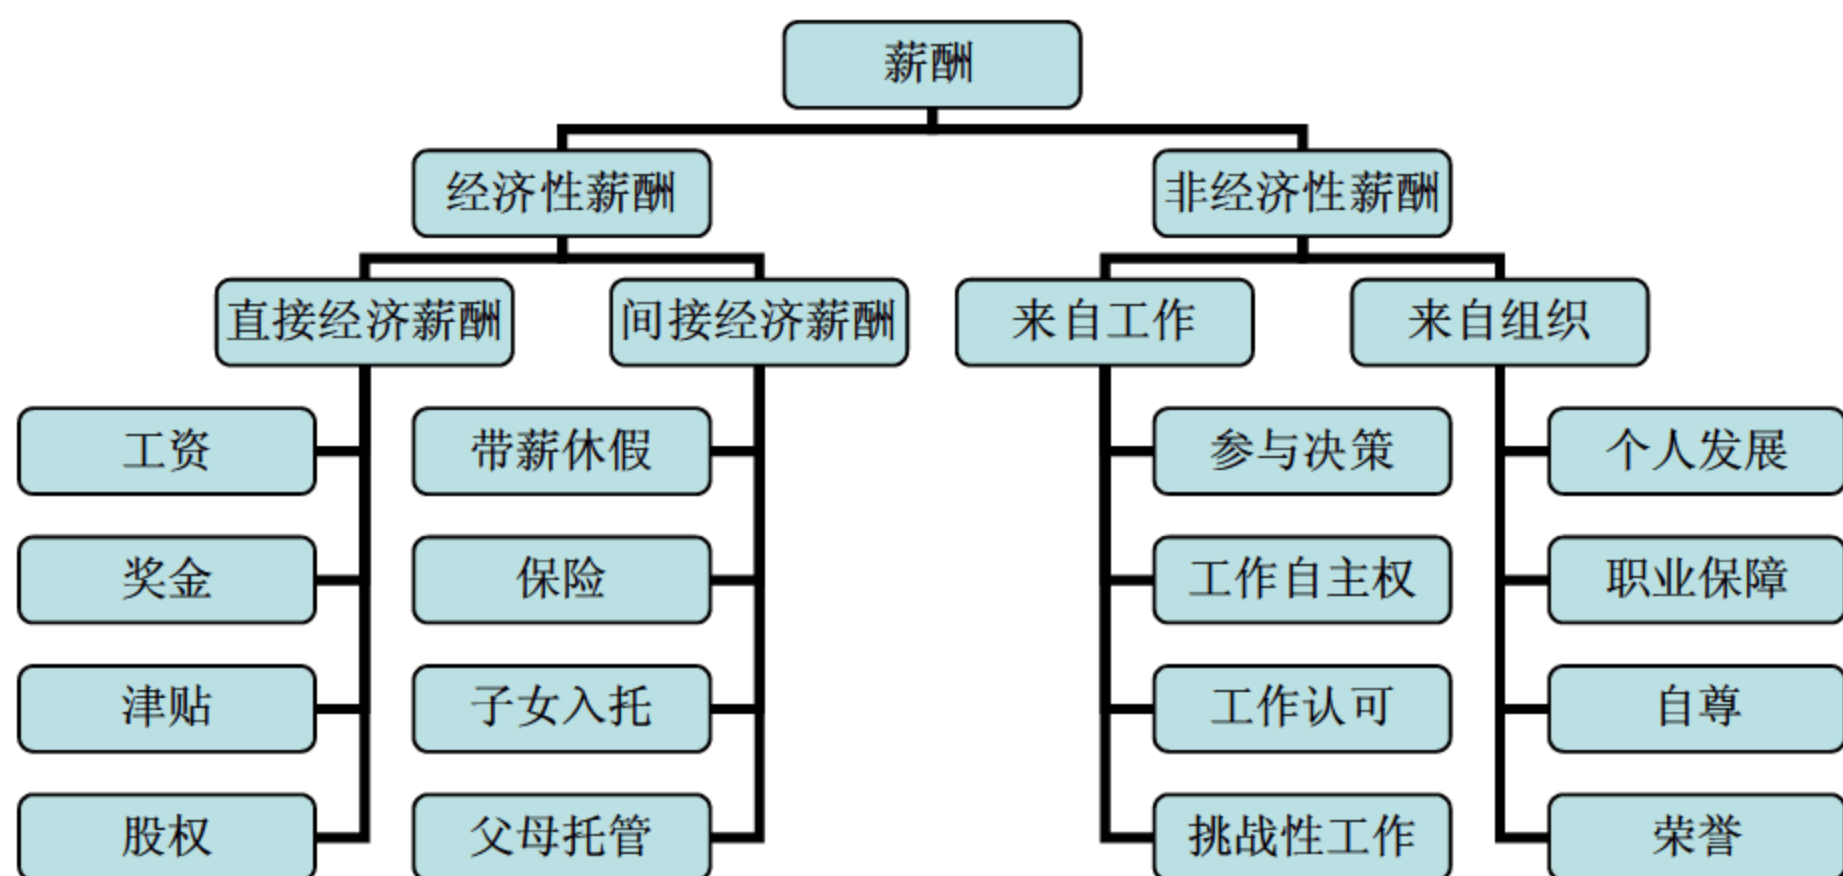 薪酬
经济性薪酬
非经济性薪酬
直接经济薪酬
间接经济薪酬
来自工作
来自组织
工资
带薪休假
参与决策
个人发展
奖金
保险
工作自主权
职业保障
津贴
子女入托
工作认可
自尊
股权
父母托管
挑战性工作
荣誉